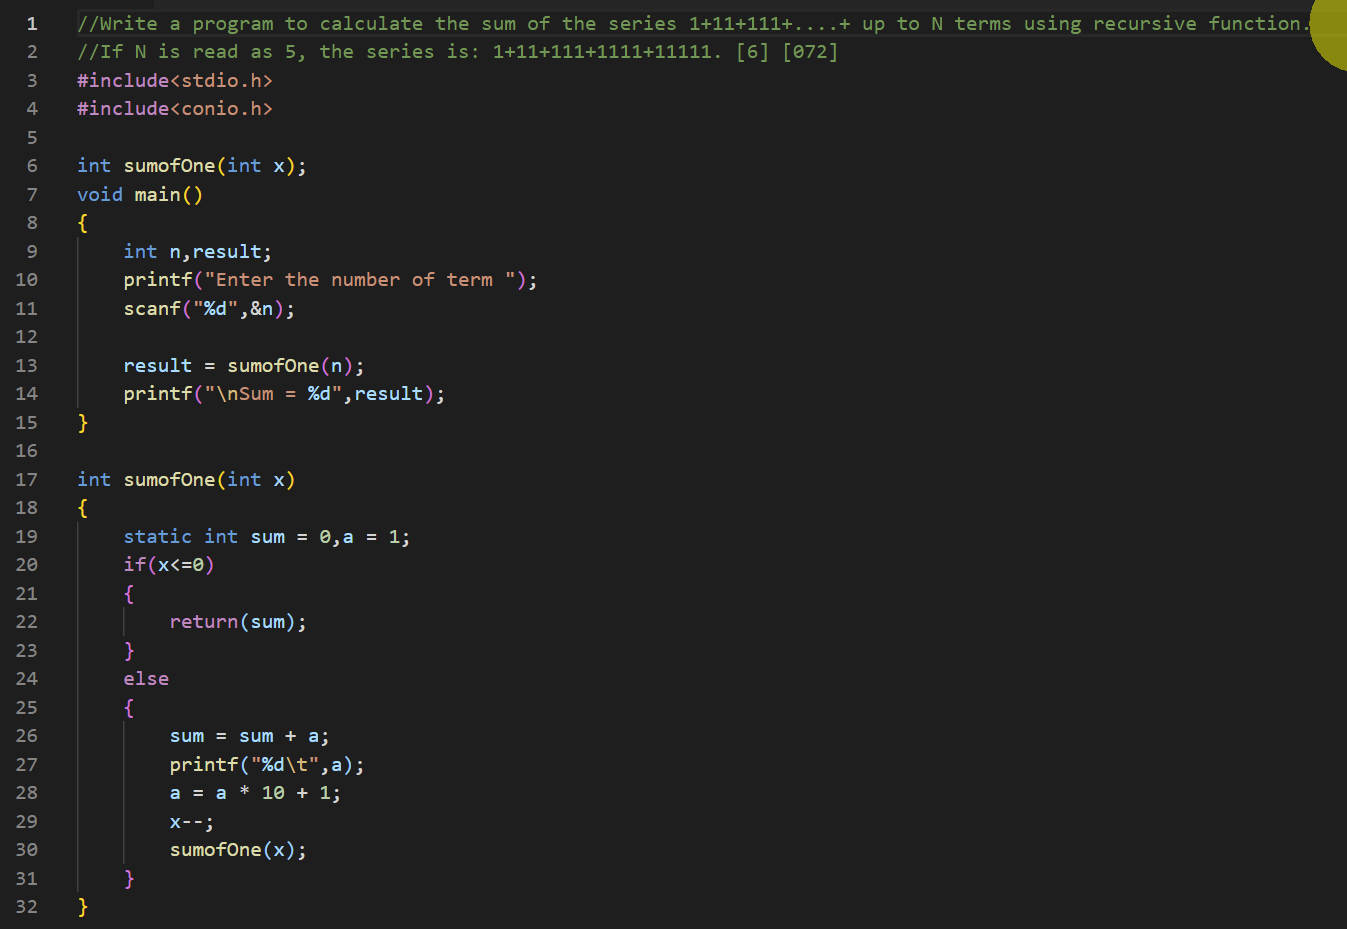 1 //Write a program to calculate the sum of the series 1+11+111+....+ up to N terms using recursive function.
2 //If N is read as 5, the series is: 1+11+111+1111+11111. [6] [072]
3 #include<stdio.h>
4 #include<conio.h>
5
6 int sumofOne(int x);
7 void main()
8 {
9     int n,result;
10     printf("Enter the number of term ");
11     scanf("%d",&n);
12
13     result = sumofOne(n);
14     printf("\nSum = %d",result);
15 }
16
17 int sumofOne(int x)
18 {
19     static int sum = 0,a = 1;
20     if(x<=0)
21     {
22         return(sum);
23     }
24     else
25     {
26         sum = sum + a;
27         printf("%d\t",a);
28         a = a * 10 + 1;
29         x--;
30         sumofOne(x);
31     }
32 }